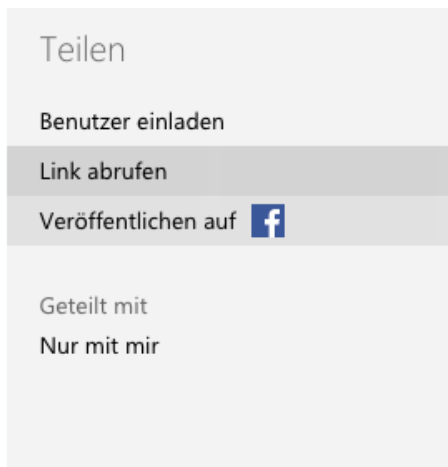 Teilen
Benutzer einladen
Link abrufen
Veröffentlichen auf
Geteilt mit
Nur mit mir